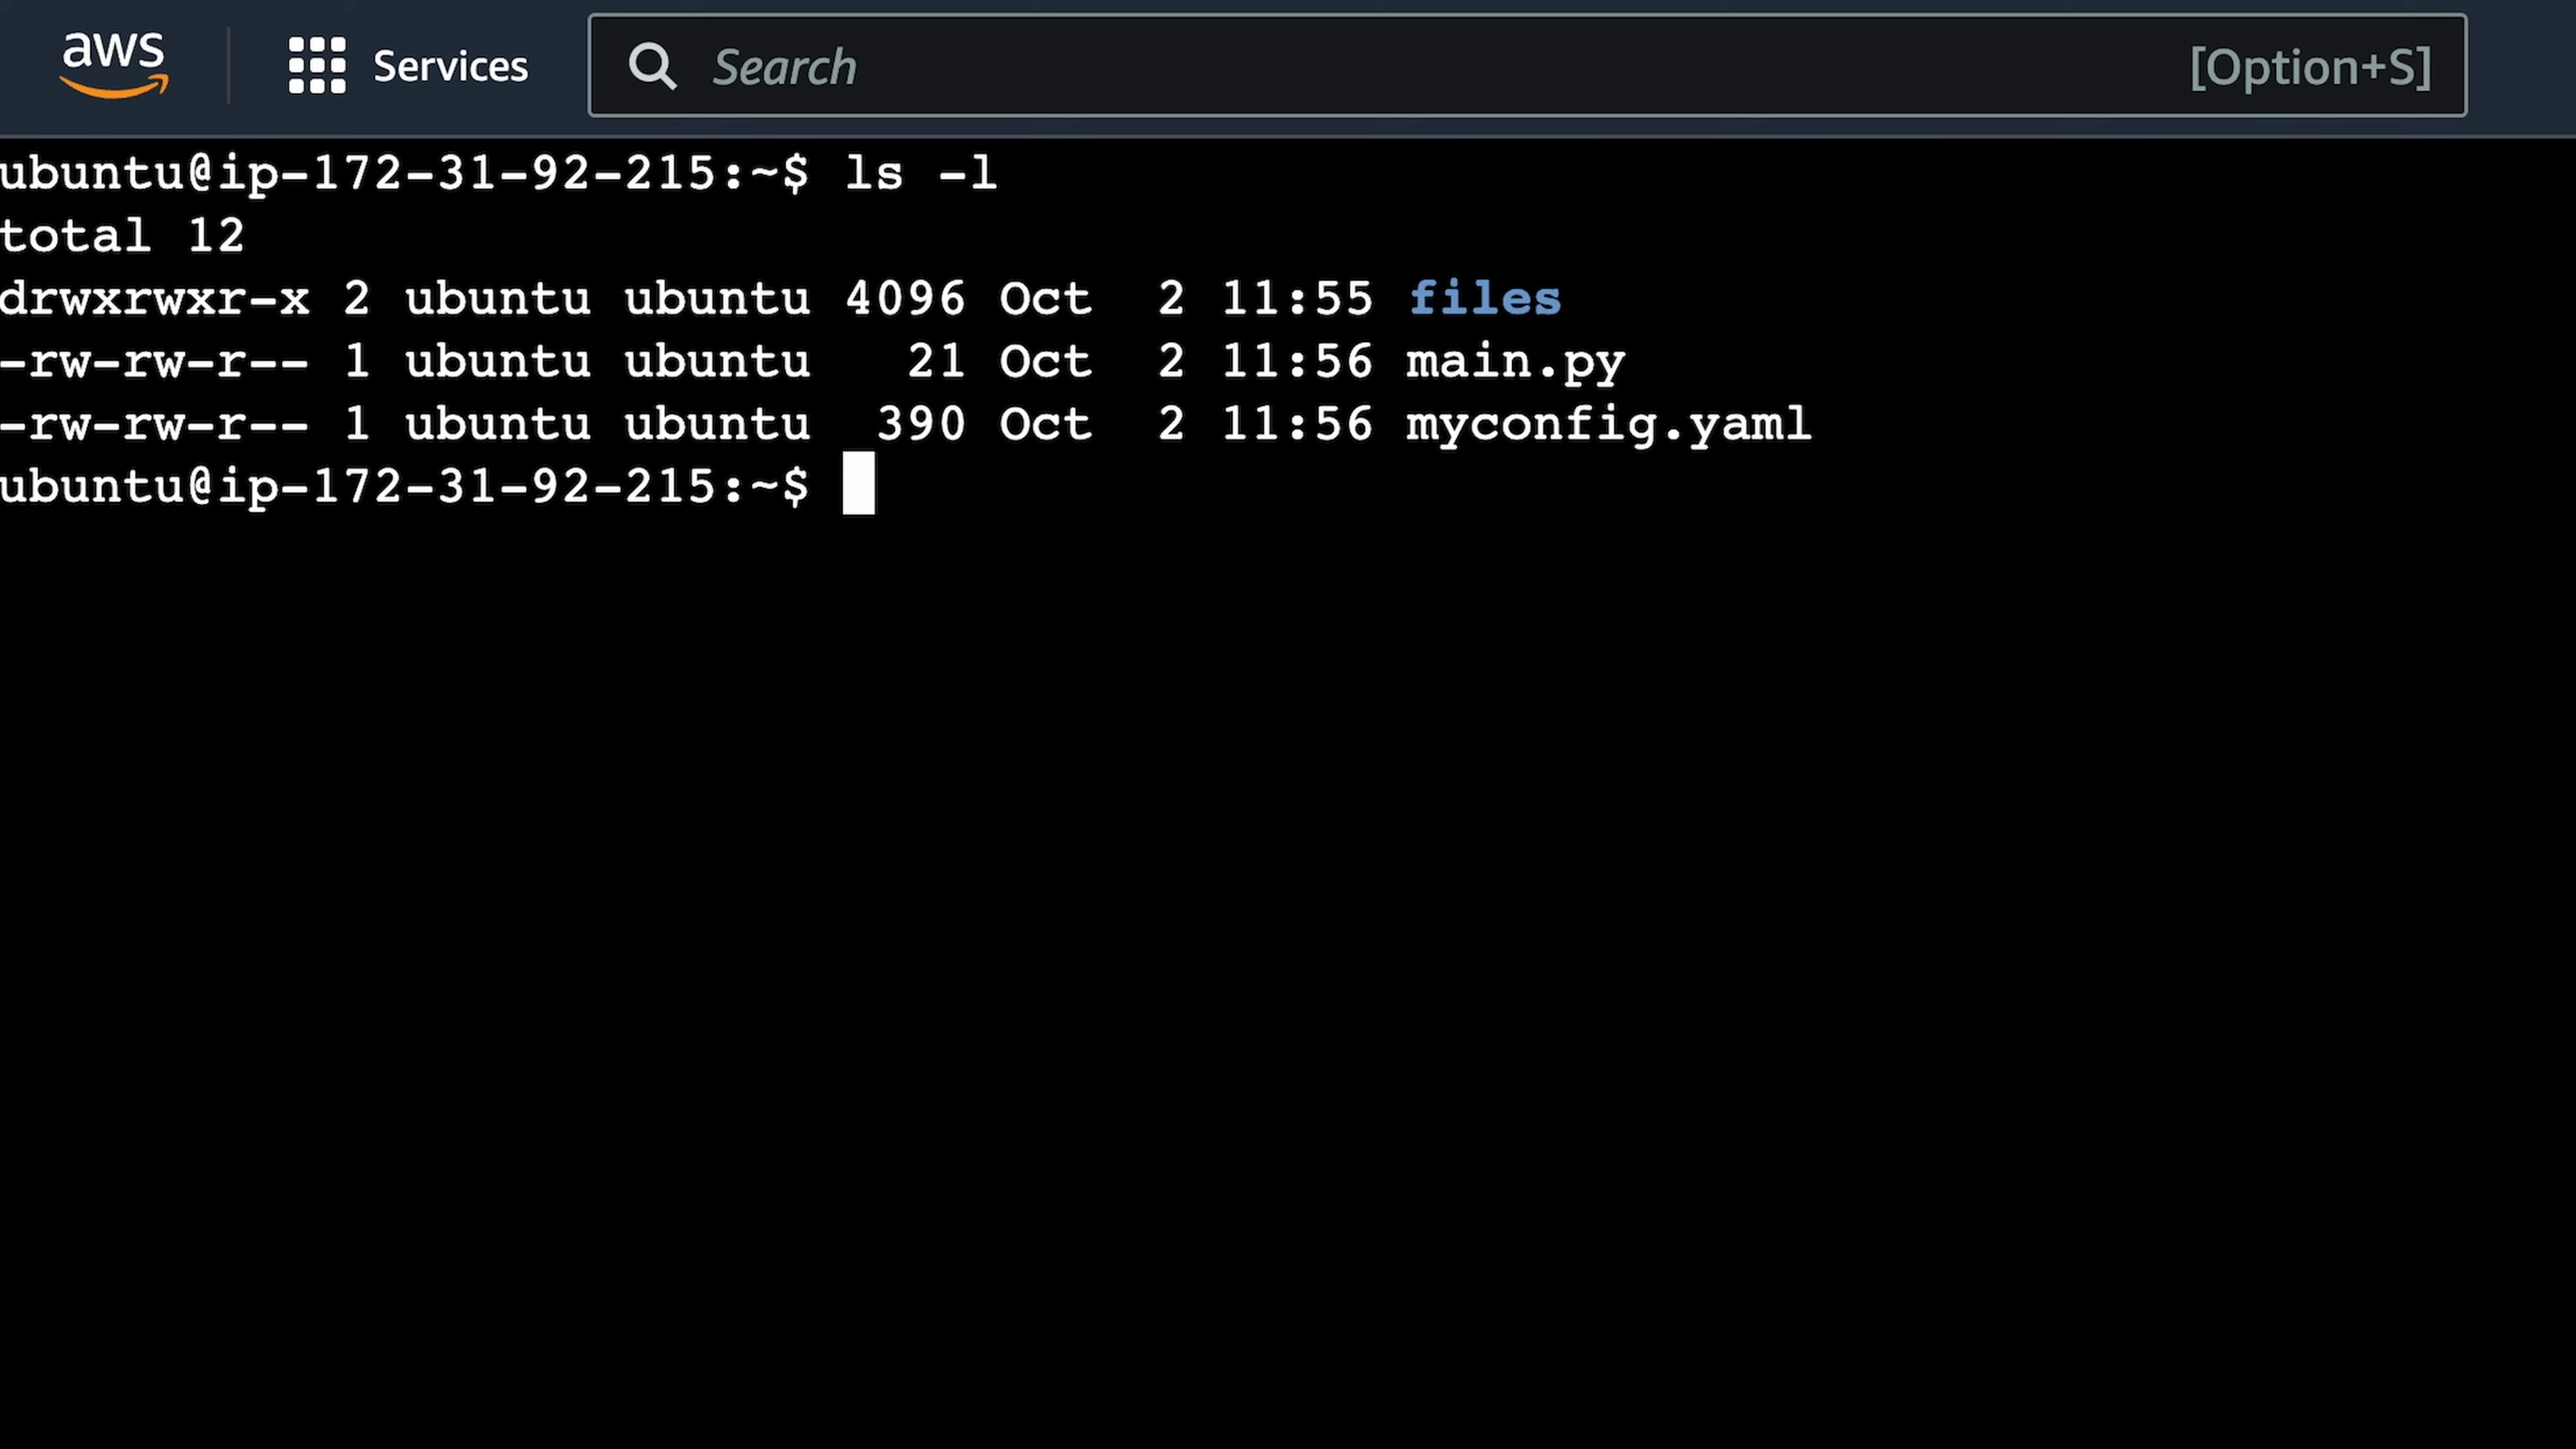 aws Services Search [Option+S]
ubuntu@ip-172-31-92-215:~$ ls -l
total 12
drwxrwxr-x 2 ubuntu ubuntu 4096 Oct  2 11:55 files
-rw-rw-r-- 1 ubuntu ubuntu   21 Oct  2 11:56 main.py
-rw-rw-r-- 1 ubuntu ubuntu  390 Oct  2 11:56 myconfig.yaml
ubuntu@ip-172-31-92-215:~$